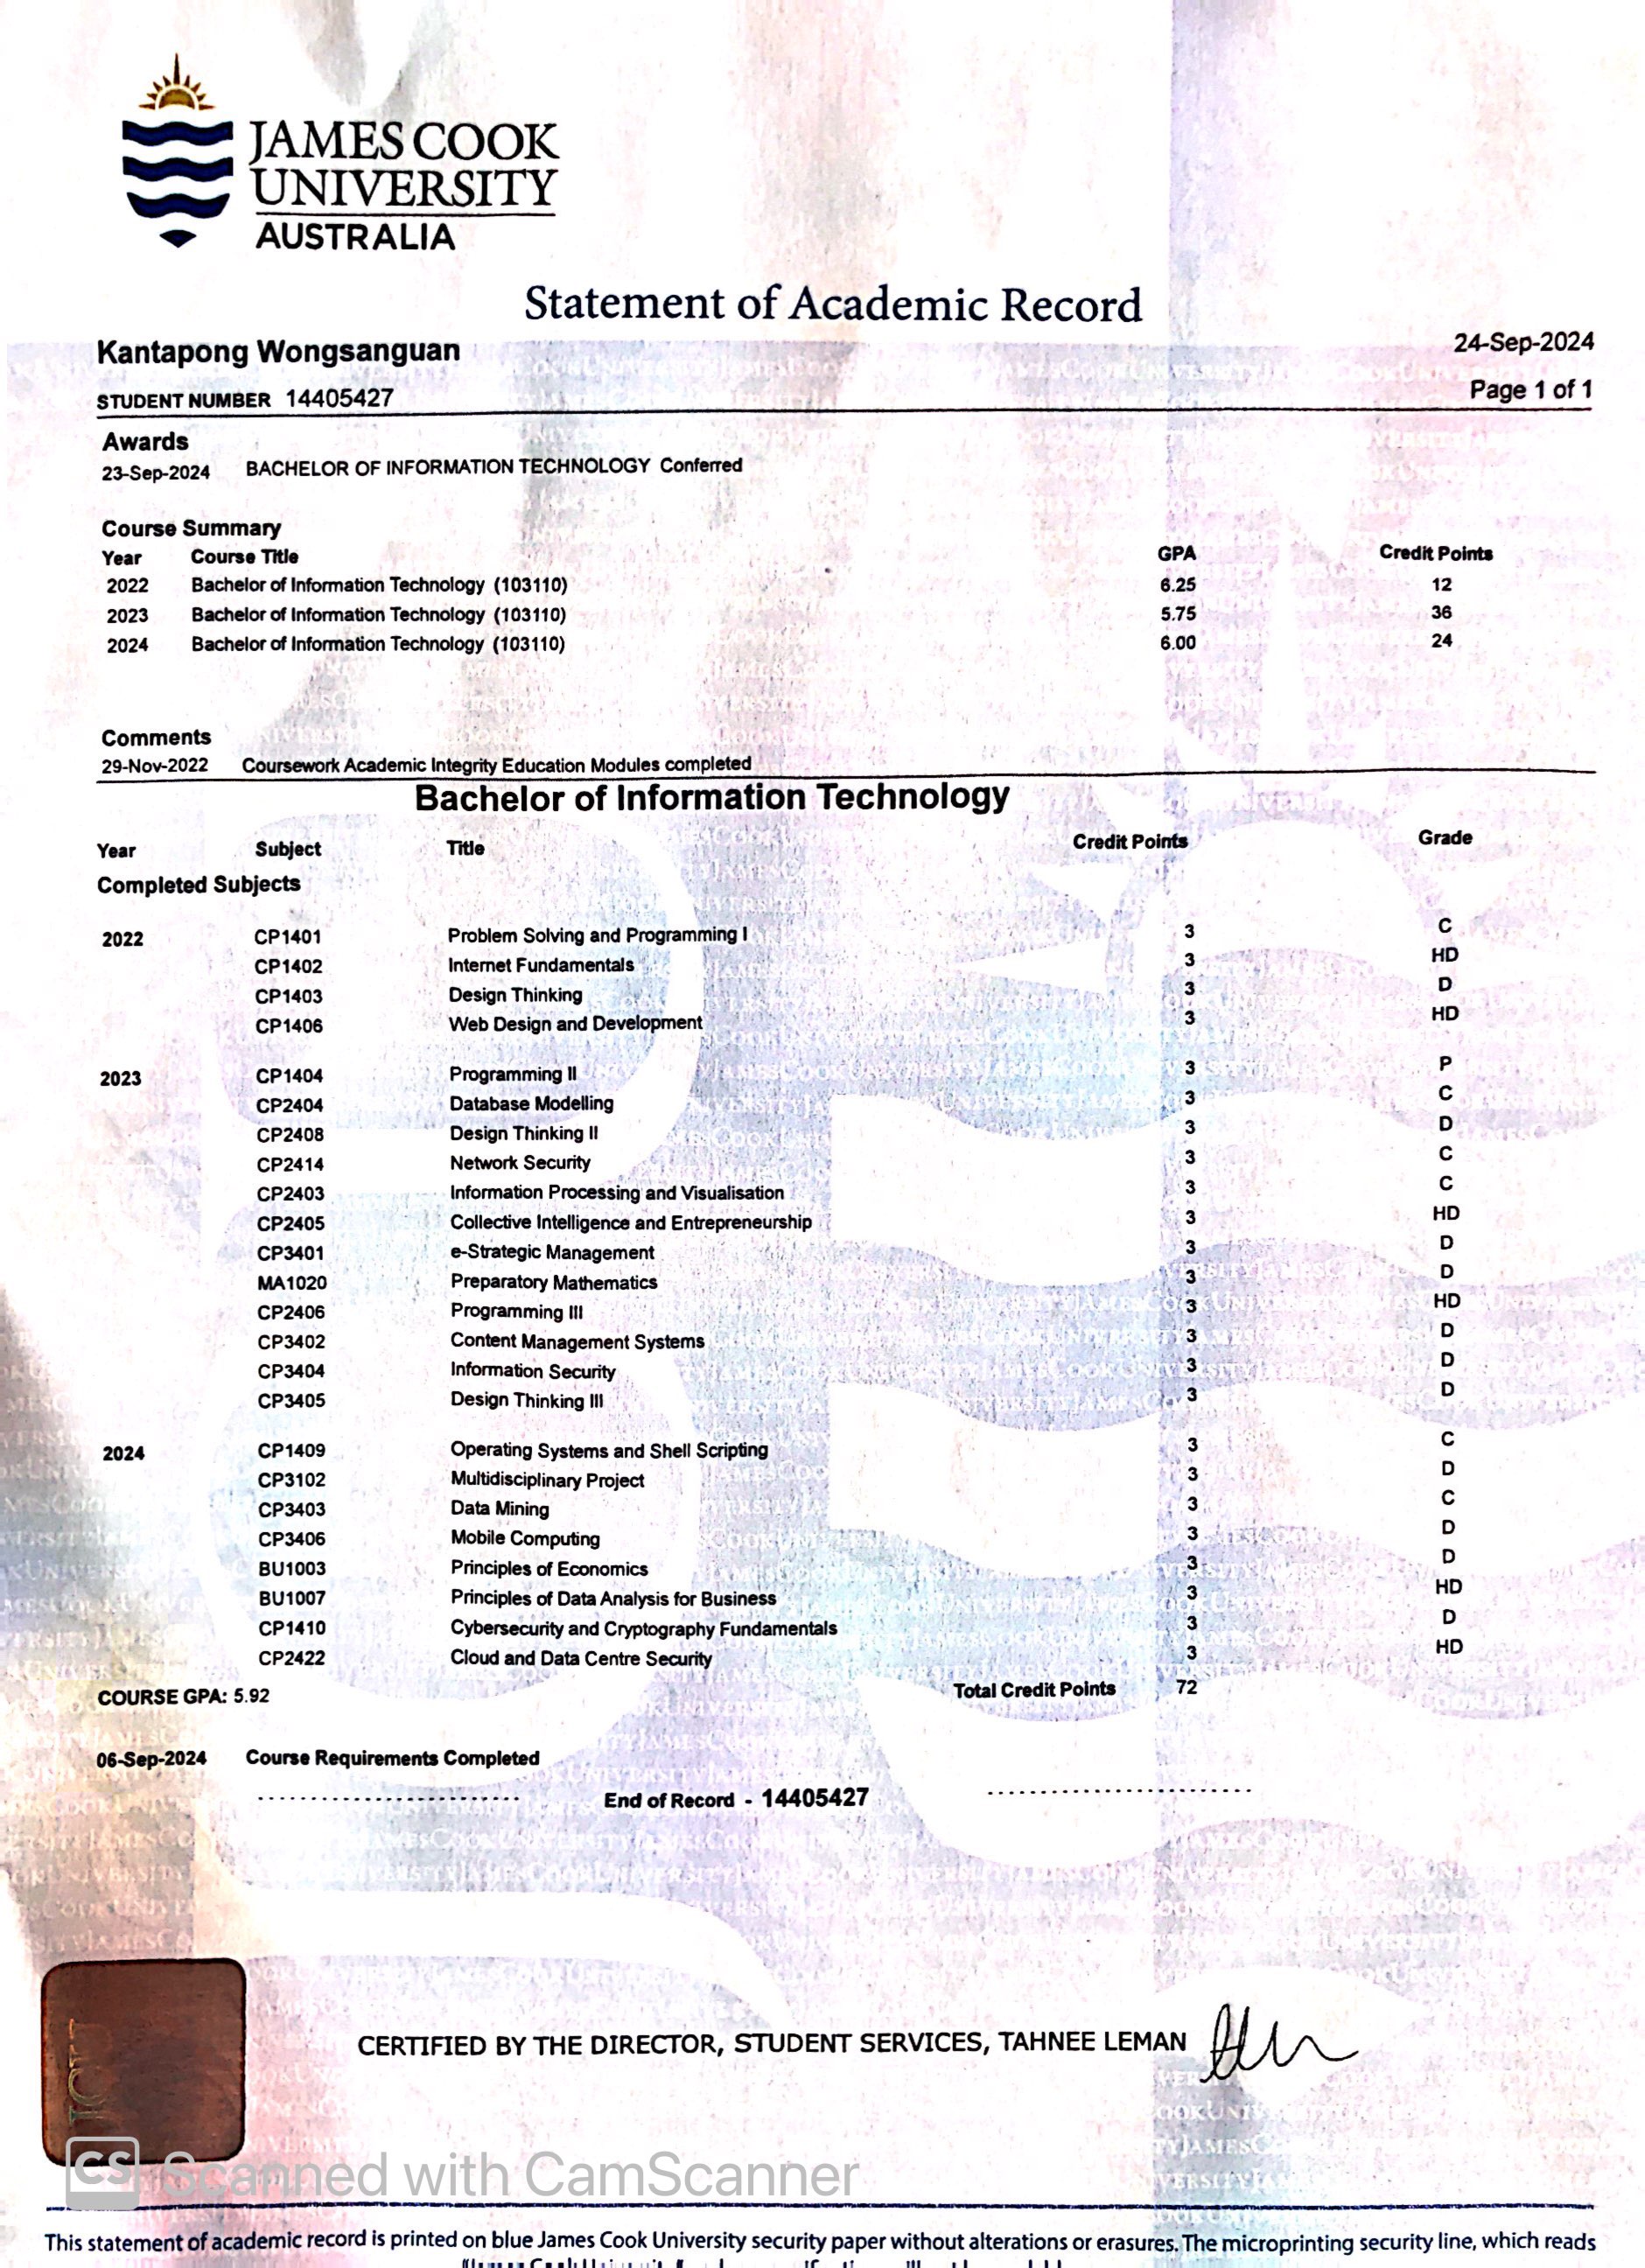 JAMES COOK
UNIVERSITY
AUSTRALIA
Statement of Academic Record
Kantapong Wongsanguan 24-Sep-2024
STUDENT NUMBER 14405427 Page 1 of 1
Awards
23-Sep-2024 BACHELOR OF INFORMATION TECHNOLOGY Conferred
Course Summary
Year Course Title GPA Credit Points
2022 Bachelor of Information Technology (103110) 6.25 12
2023 Bachelor of Information Technology (103110) 5.75 36
2024 Bachelor of Information Technology (103110) 6.00 24
Comments
29-Nov-2022 Coursework Academic Integrity Education Modules completed
Bachelor of Information Technology
Year Subject Title Credit Points Grade
Completed Subjects
2022 CP1401 Problem Solving and Programming I 3 C
CP1402 Internet Fundamentals 3 HD
CP1403 Design Thinking 3 D
CP1406 Web Design and Development 3 HD
2023 CP1404 Programming II 3 P
CP2404 Database Modelling 3 C
CP2408 Design Thinking II 3 D
CP2414 Network Security 3 C
CP2403 Information Processing and Visualisation 3 C
CP2405 Collective Intelligence and Entrepreneurship 3 HD
CP3401 e-Strategic Management 3 D
MA1020 Preparatory Mathematics 3 D
CP2406 Programming III 3 HD
CP3402 Content Management Systems 3 D
CP3404 Information Security 3 D
CP3405 Design Thinking III 3 D
2024 CP1409 Operating Systems and Shell Scripting 3 C
CP3102 Multidisciplinary Project 3 D
CP3403 Data Mining 3 C
CP3406 Mobile Computing 3 D
BU1003 Principles of Economics 3 D
BU1007 Principles of Data Analysis for Business 3 HD
CP1410 Cybersecurity and Cryptography Fundamentals 3 D
CP2422 Cloud and Data Centre Security 3 HD
COURSE GPA: 5.92 Total Credit Points 72
06-Sep-2024 Course Requirements Completed
End of Record - 14405427
CERTIFIED BY THE DIRECTOR, STUDENT SERVICES, TAHNEE LEMAN
JCU
CS Scanned with CamScanner
This statement of academic record is printed on blue James Cook University security paper without alterations or erasures. The microprinting security line, which reads